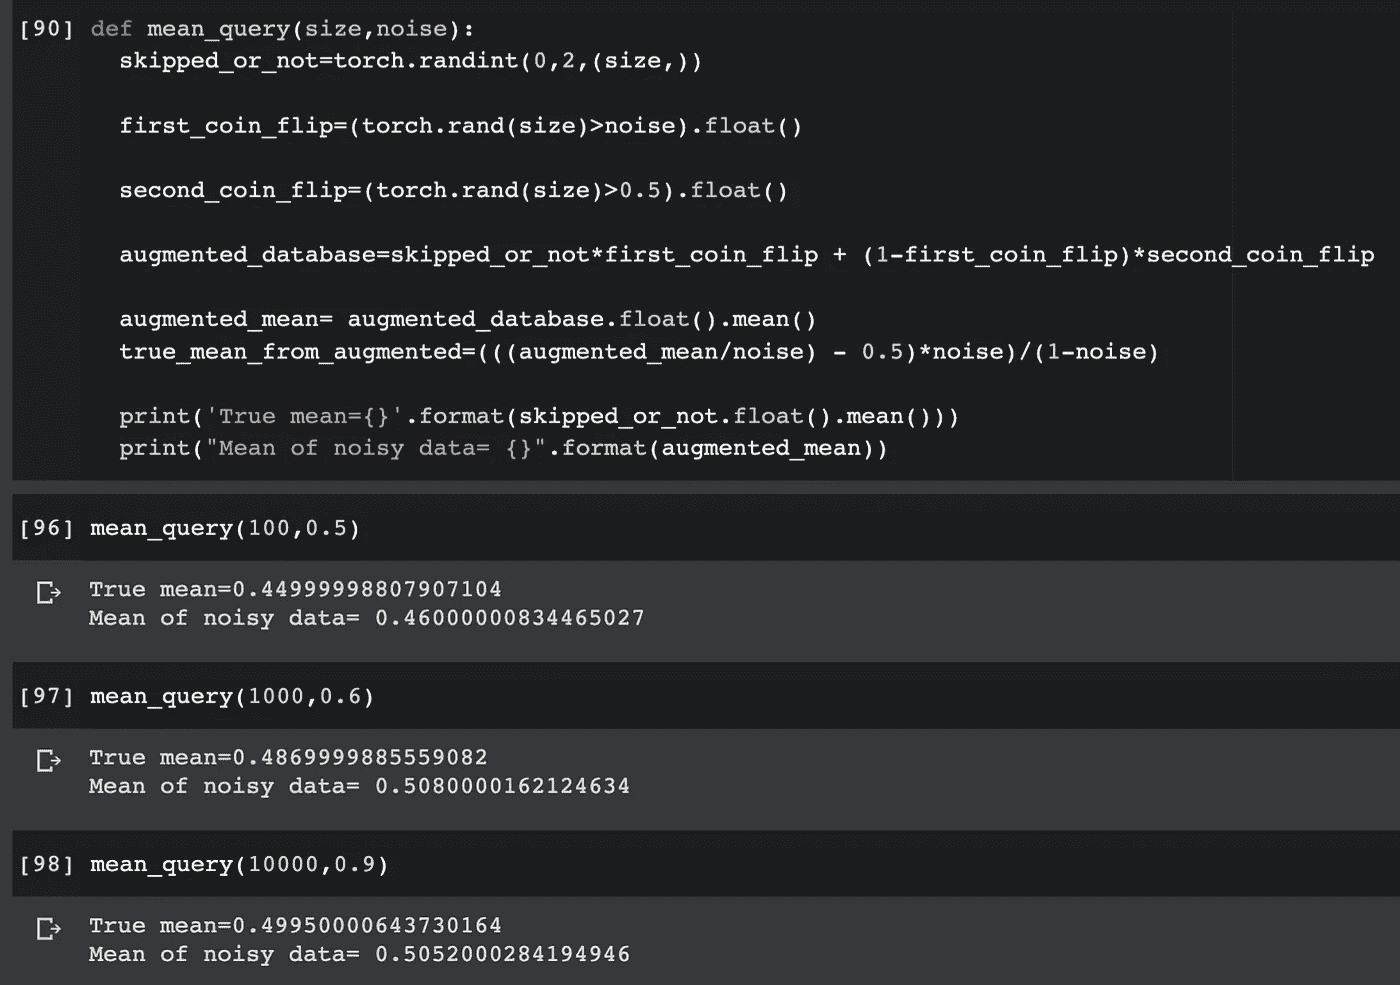 [90] def mean_query(size,noise):
skipped_or_not=torch.randint(0,2,(size,))
first_coin_flip=(torch.rand(size)>noise).float()
second_coin_flip=(torch.rand(size)>0.5).float()
augmented_database=skipped_or_not*first_coin_flip + (1-first_coin_flip)*second_coin_flip
augmented_mean= augmented_database.float().mean()
true_mean_from_augmented=(((augmented_mean/noise) - 0.5)*noise)/(1-noise)
print('True mean={}'.format(skipped_or_not.float().mean()))
print("Mean of noisy data= {}".format(augmented_mean))
[96] mean_query(100,0.5)
True mean=0.44999998807907104
Mean of noisy data= 0.46000000834465027
[97] mean_query(1000,0.6)
True mean=0.4869999885559082
Mean of noisy data= 0.5080000162124634
[98] mean_query(10000,0.9)
True mean=0.49950000643730164
Mean of noisy data= 0.5052000284194946